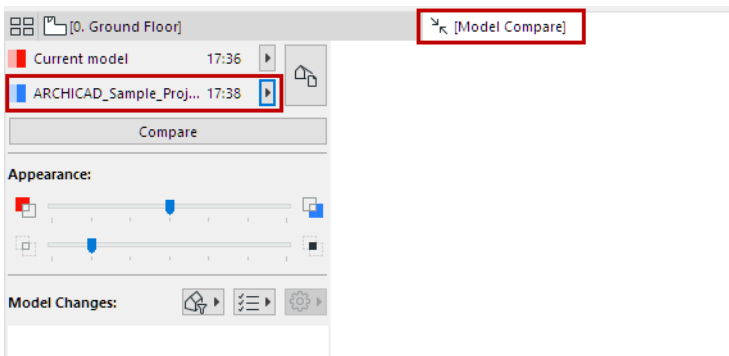 [0. Ground Floor]
[Model Compare]
Current model 17:36
ARCHICAD_Sample_Proj... 17:38
Compare
Appearance:
Model Changes: